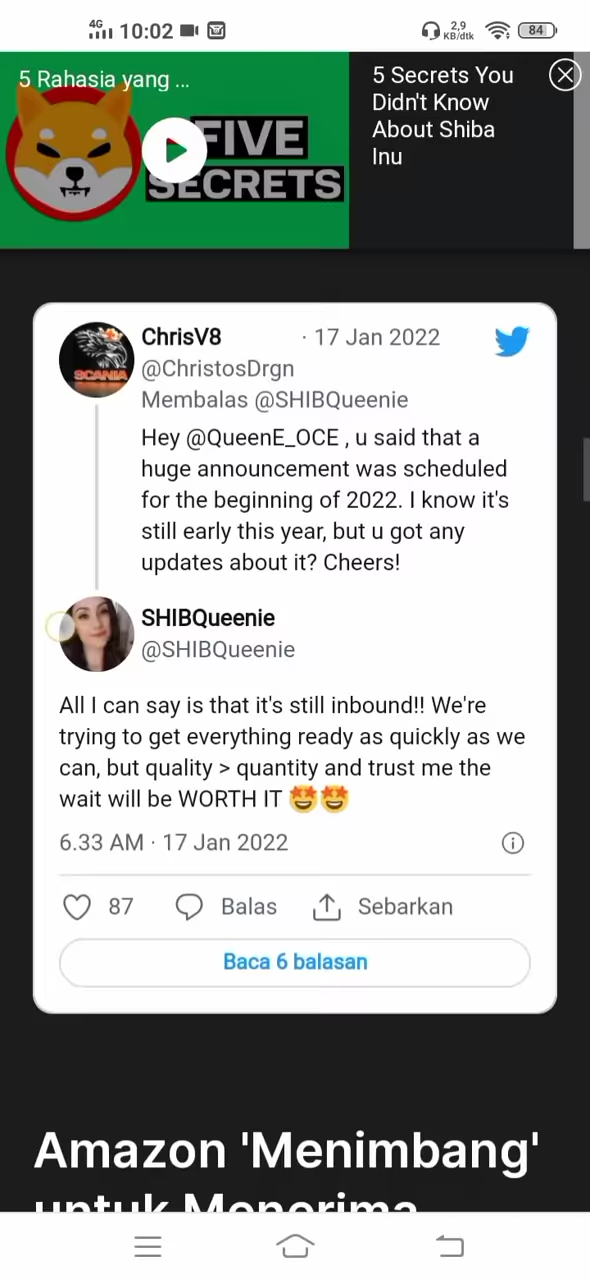 4G 10:02 2,9 KB/dtk 84
5 Rahasia yang ...
FIVE
SECRETS
5 Secrets You
Didn't Know
About Shiba
Inu
ChrisV8 · 17 Jan 2022
@ChristosDrgn
Membalas @SHIBQueenie
SCANIA
Hey @QueenE_OCE , u said that a
huge announcement was scheduled
for the beginning of 2022. I know it's
still early this year, but u got any
updates about it? Cheers!
SHIBQueenie
@SHIBQueenie
All I can say is that it's still inbound!! We're
trying to get everything ready as quickly as we
can, but quality > quantity and trust me the
wait will be WORTH IT 🤩🤩
6.33 AM · 17 Jan 2022
87 Balas Sebarkan
Baca 6 balasan
Amazon 'Menimbang'
untuk Menerima